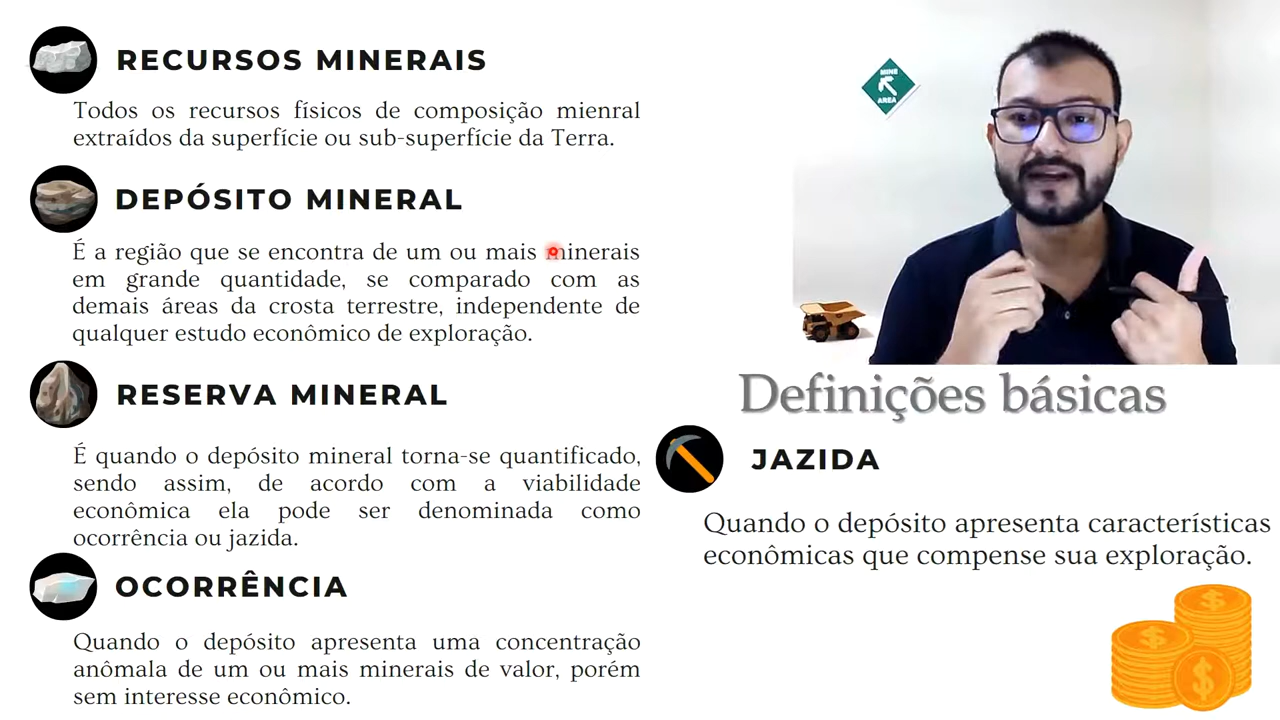 RECURSOS MINERAIS
Todos os recursos físicos de composição mienral
extraídos da superfície ou sub-superfície da Terra.
DEPÓSITO MINERAL
É a região que se encontra de um ou mais minerais
em grande quantidade, se comparado com as
demais áreas da crosta terrestre, independente de
qualquer estudo econômico de exploração.
RESERVA MINERAL
É quando o depósito mineral torna-se quantificado,
sendo assim, de acordo com a viabilidade
econômica ela pode ser denominada como
ocorrência ou jazida.
OCORRÊNCIA
Quando o depósito apresenta uma concentração
anômala de um ou mais minerais de valor, porém
sem interesse econômico.
MINE
AREA
Definições básicas
JAZIDA
Quando o depósito apresenta características
econômicas que compense sua exploração.
$
$
$